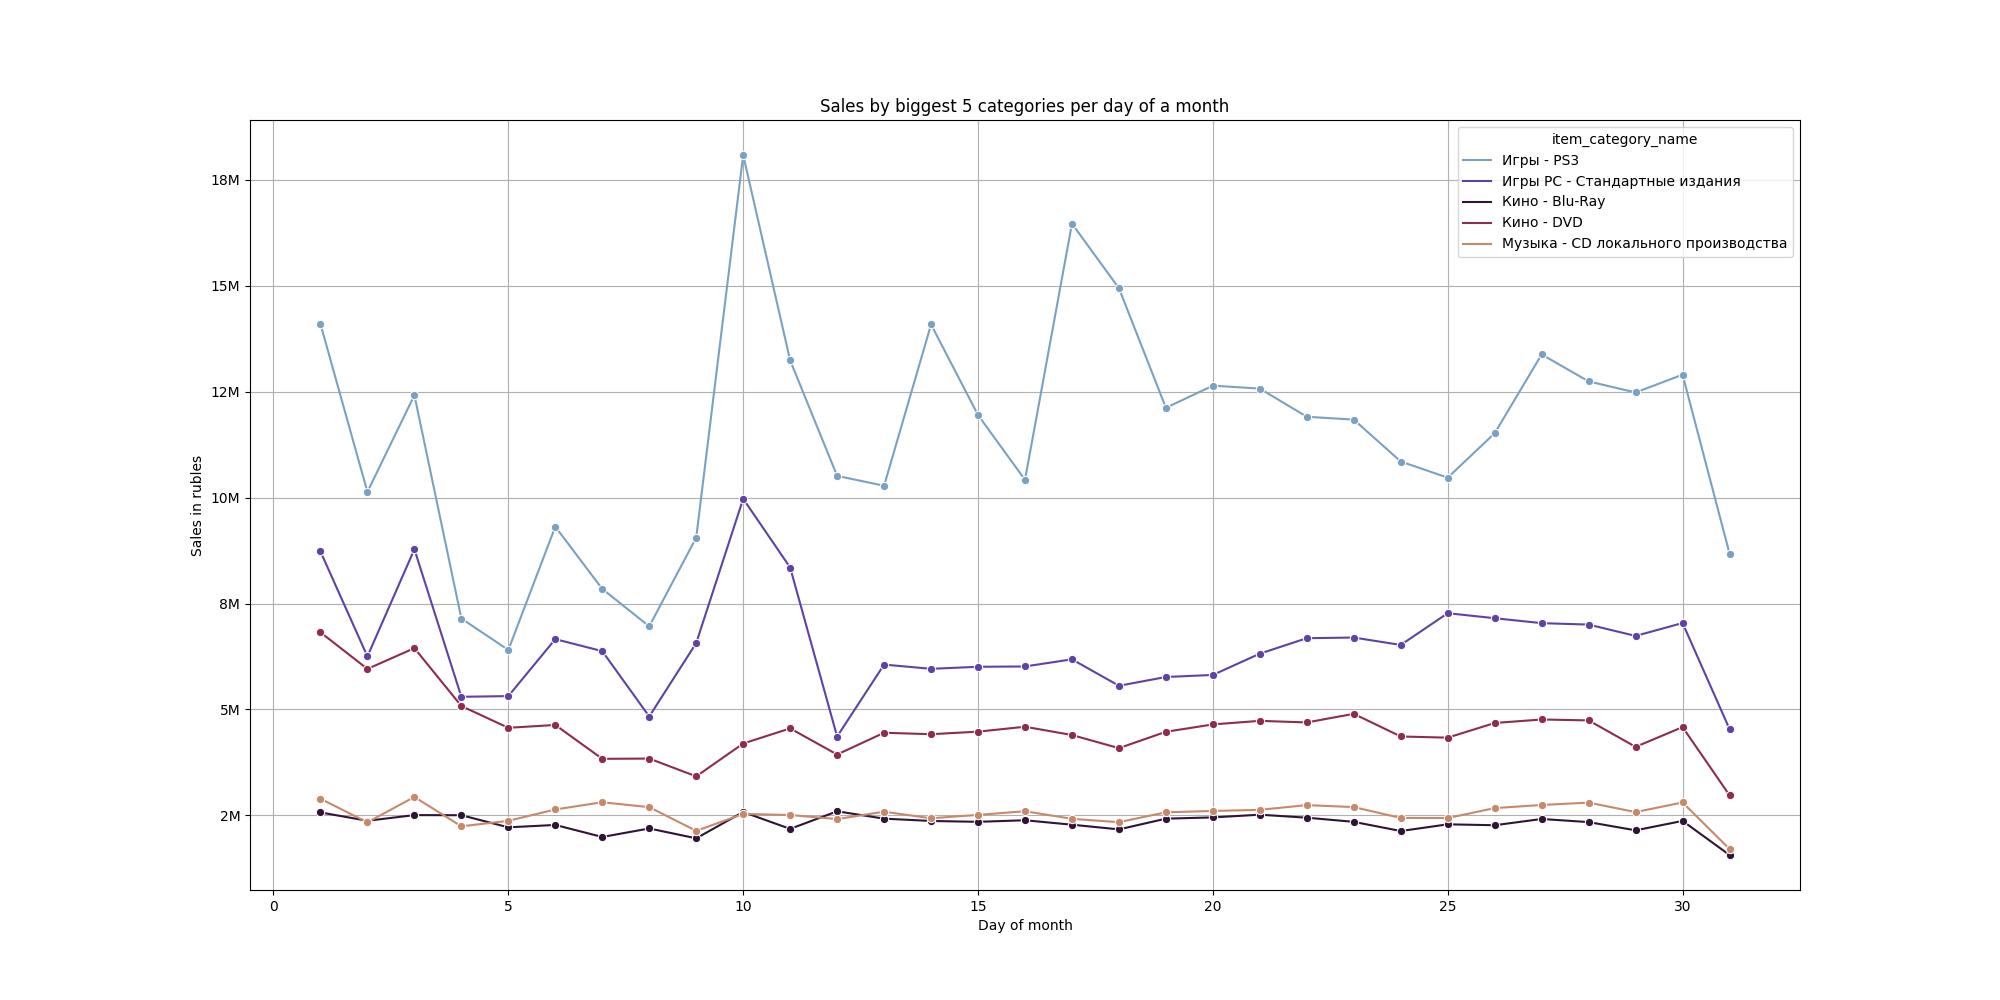 Sales by biggest 5 categories per day of a month
item_category_name
Игры - PS3
Игры PC - Стандартные издания
Кино - Blu-Ray
Кино - DVD
Музыка - CD локального производства
18M
15M
12M
10M
8M
5M
2M
Sales in rubles
0 5 10 15 20 25 30
Day of month